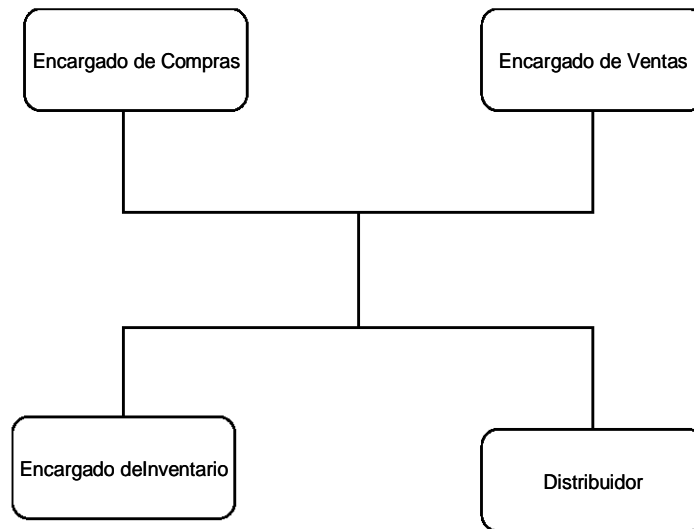 Encargado de Compras
Encargado de Ventas
Encargado deInventario
Distribuidor